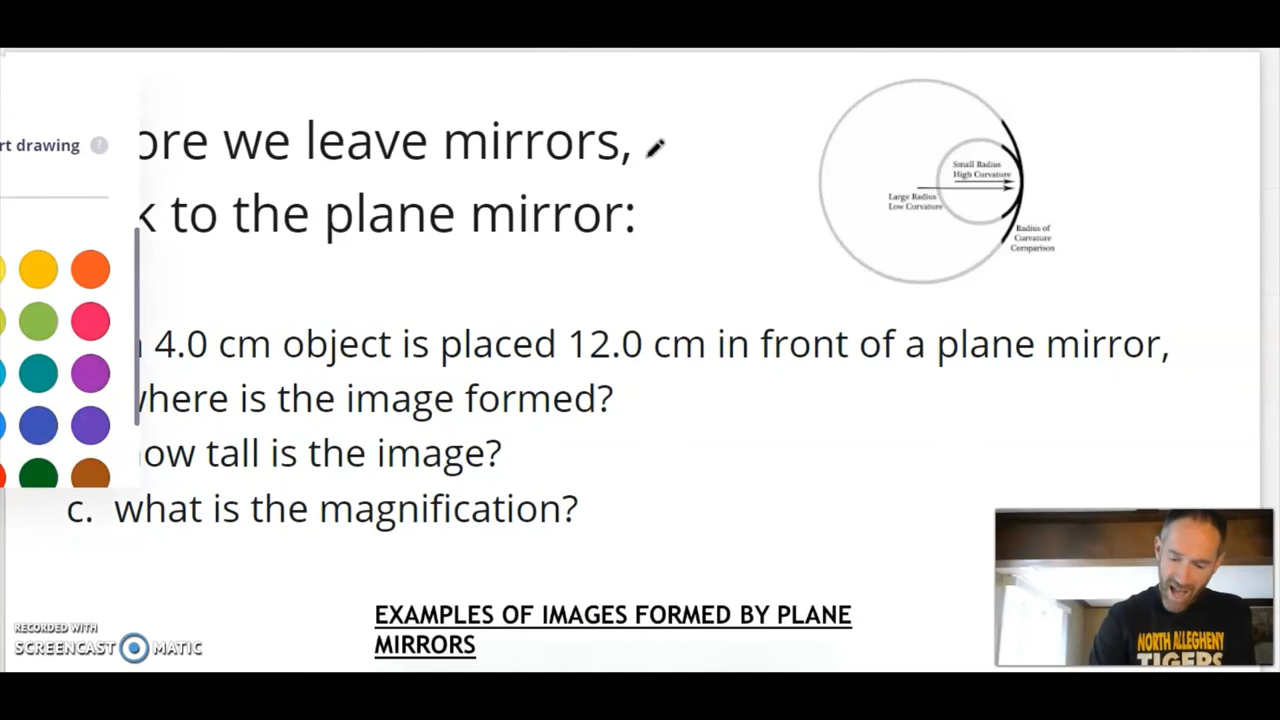 rt drawing ?
ore we leave mirrors,
k to the plane mirror:
Small Radius
High Curvature
Large Radius
Low Curvature
Radius of
Curvature
Comparison
4.0 cm object is placed 12.0 cm in front of a plane mirror,
where is the image formed?
how tall is the image?
c. what is the magnification?
EXAMPLES OF IMAGES FORMED BY PLANE
MIRRORS
RECORDED WITH
SCREENCAST MATIC
NORTH ALLEGHENY
TIGERS